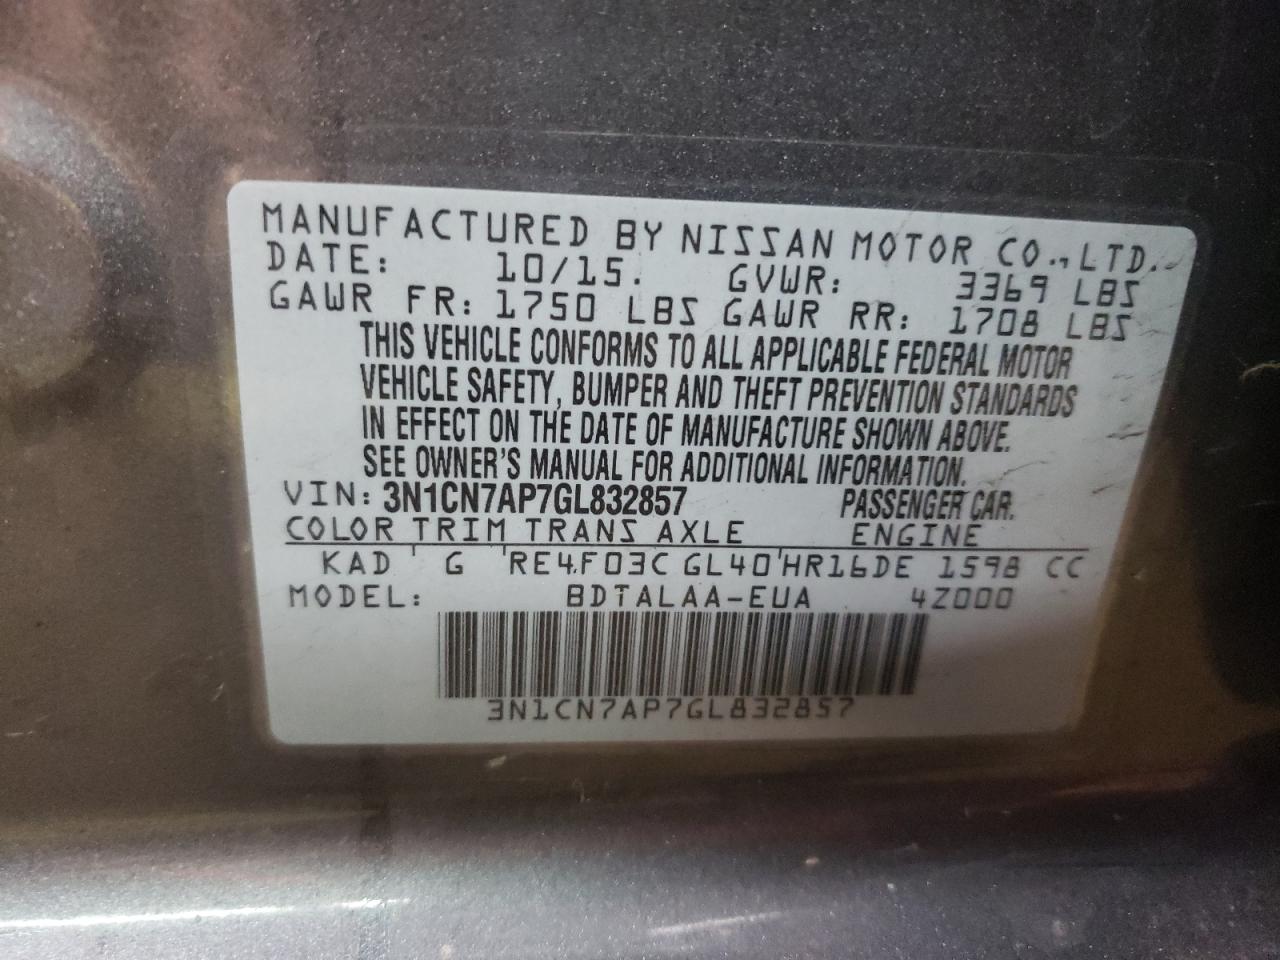 MANUFACTURED BY NISSAN MOTOR CO.,LTD.
DATE: 10/15. GVWR: 3369 LBS
GAWR FR: 1750 LBS GAWR RR: 1708 LBS
THIS VEHICLE CONFORMS TO ALL APPLICABLE FEDERAL MOTOR
VEHICLE SAFETY, BUMPER AND THEFT PREVENTION STANDARDS
IN EFFECT ON THE DATE OF MANUFACTURE SHOWN ABOVE.
SEE OWNER'S MANUAL FOR ADDITIONAL INFORMATION.
VIN: 3N1CN7AP7GL832857 PASSENGER CAR.
COLOR TRIM TRANS AXLE ENGINE
KAD G RE4F03C GL40 HR16DE 1598 CC
MODEL: BDTALAA-EUA 4Z000
3N1CN7AP7GL832857